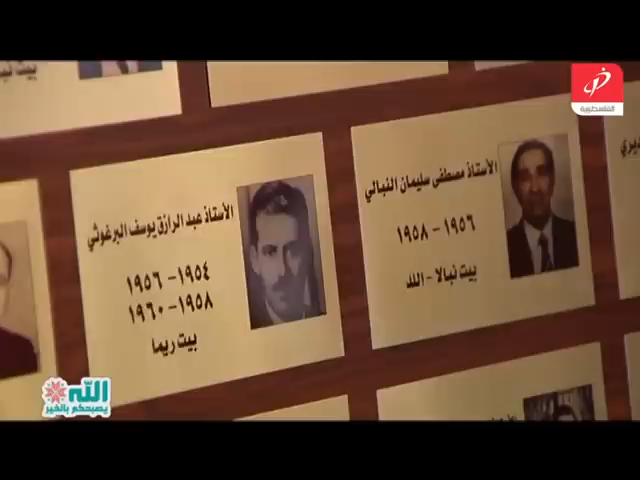 الفلسطينية
الأستاذ مصطفى سليمان النبالي
١٩٥٦ - ١٩٥٨
بيت نبالا - اللد
الأستاذ عبد الرازق يوسف البرغوثي
١٩٥٤- ١٩٥٦
١٩٥٨- ١٩٦٠
بيت ريما
الله
يصبحكم بالخير